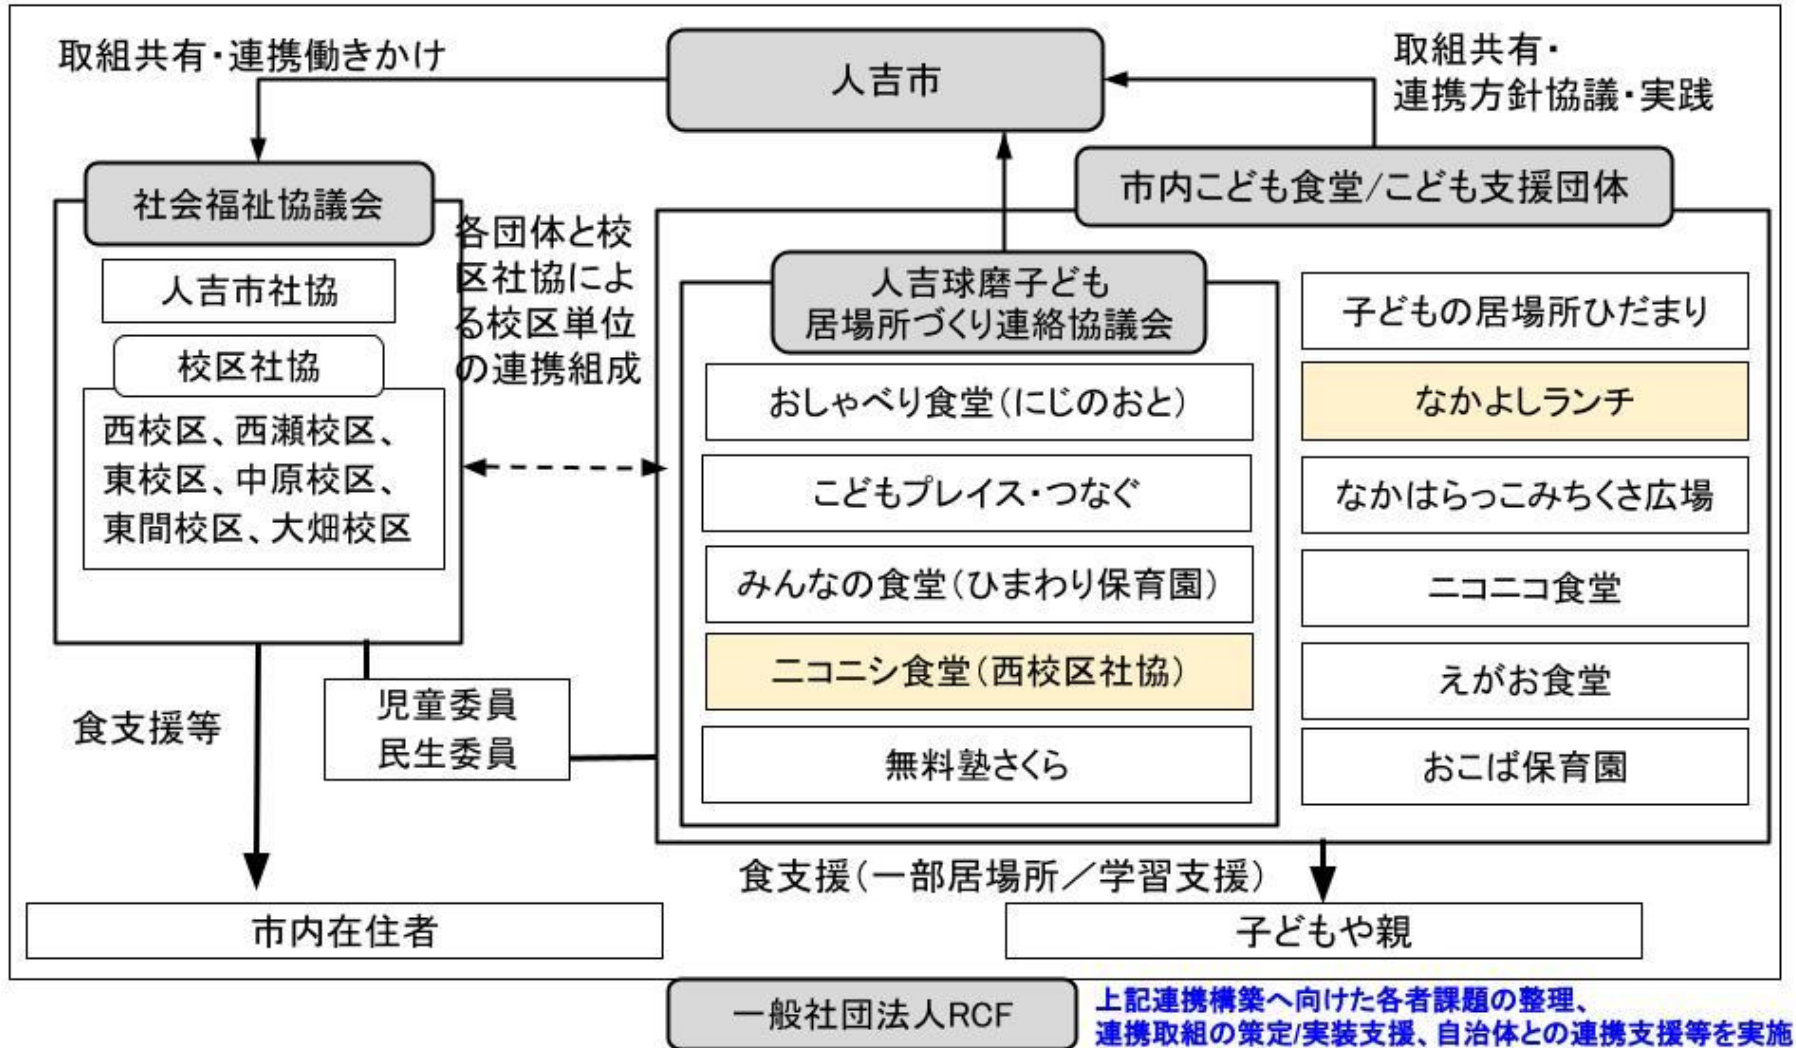 取組共有・連携働きかけ
人吉市
取組共有・
連携方針協議・実践
社会福祉協議会
人吉市社協
校区社協
西校区、西瀬校区、
東校区、中原校区、
東間校区、大畑校区
各団体と校
区社協によ
る校区単位
の連携組成
市内こども食堂/こども支援団体
人吉球磨子ども
居場所づくり連絡協議会
おしゃべり食堂(にじのおと)
こどもプレイス・つなぐ
みんなの食堂(ひまわり保育園)
ニコニシ食堂(西校区社協)
無料塾さくら
子どもの居場所ひだまり
なかよしランチ
なかはらっこみちくさ広場
ニコニコ食堂
えがお食堂
おこば保育園
児童委員
民生委員
食支援等
食支援(一部居場所／学習支援)
市内在住者
子どもや親
一般社団法人RCF
上記連携構築へ向けた各者課題の整理、
連携取組の策定/実装支援、自治体との連携支援等を実施